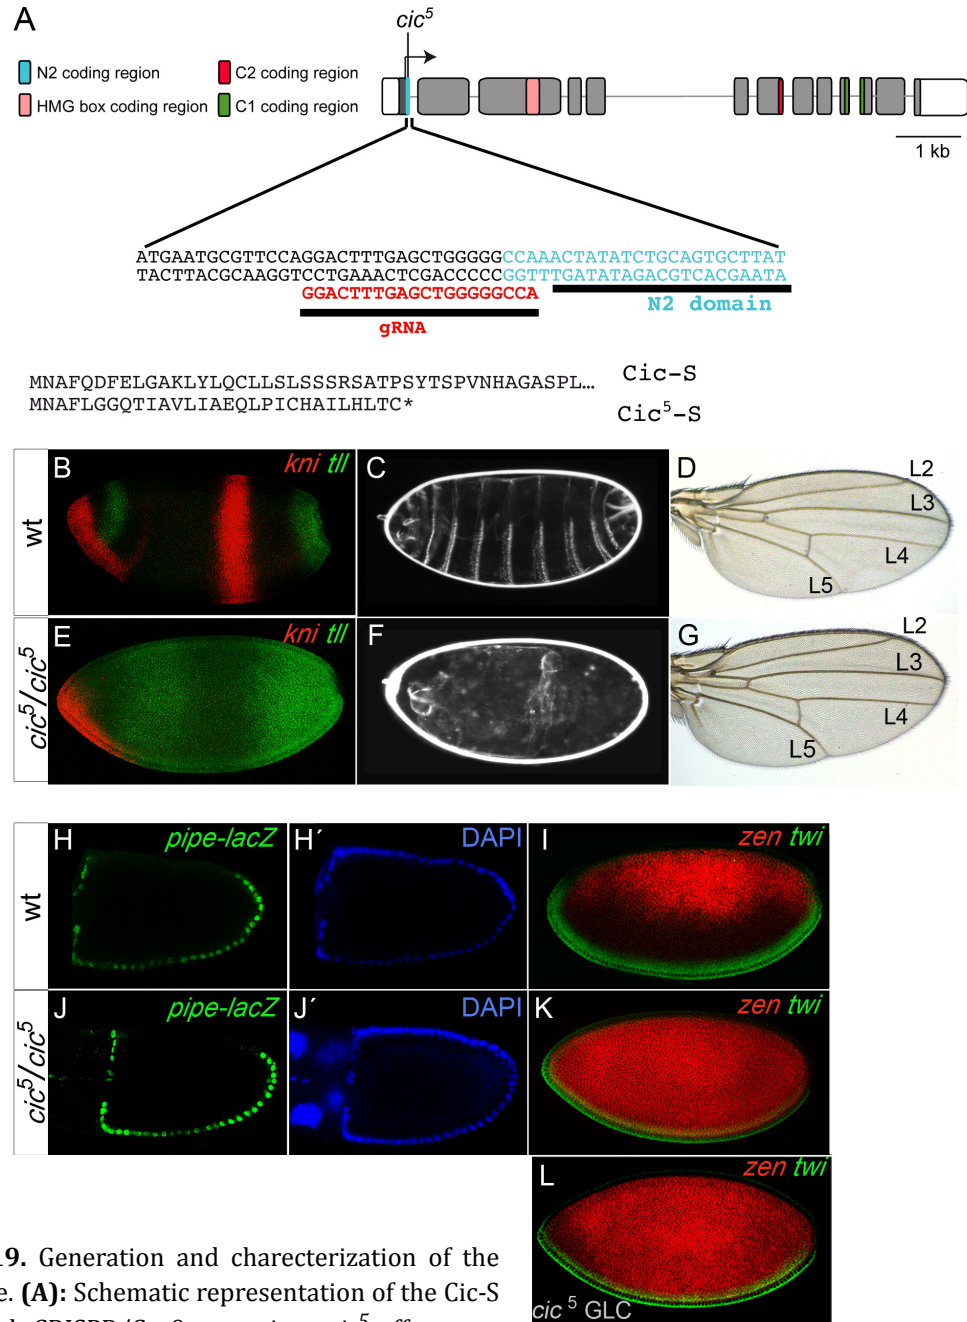 A
cic⁵
N2 coding region
C2 coding region
HMG box coding region
C1 coding region
1 kb
ATGAATGCGTTCCAGGACTTTGAGCTGGGGGCCAAACTATATCTGCAGTGCTTAT
TACTTACGCAAGGTCCTGAAACTCGACCCCCGGTTTGATATAGACGTCACGAATA
GGACTTTGAGCTGGGGGCCA
N2 domain
gRNA
MNAFQDFELGAKLYLQCLLSLSSSRSATPSYTSPVNHAGASPL…
Cic-S
MNAFLGGQTIAVLIAEQLPICHAILHLTC*
Cic⁵-S
wt
B
kni tll
C
D
L2
L3
L4
L5
cic⁵/cic⁵
E
kni tll
F
G
L2
L3
L4
L5
wt
H
pipe-lacZ
H´
DAPI
I
zen twi
cic⁵/cic⁵
J
pipe-lacZ
J´
DAPI
K
zen twi
L
zen twi
cic ⁵ GLC
19. Generation and charecterization of the
e. (A): Schematic representation of the Cic-S